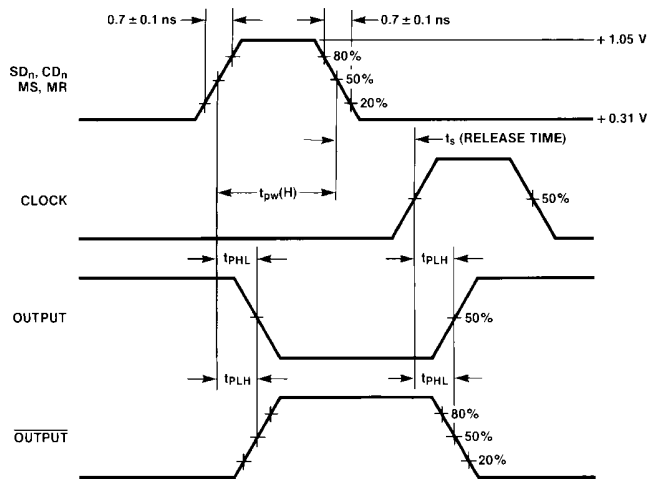 0.7 ± 0.1 ns
0.7 ± 0.1 ns
+ 1.05 V
80%
SDn, CDn
MS, MR
50%
20%
+ 0.31 V
ts (RELEASE TIME)
tpw(H)
CLOCK
50%
tPHL
tPLH
OUTPUT
50%
tPLH
tPHL
80%
OUTPUT
50%
20%